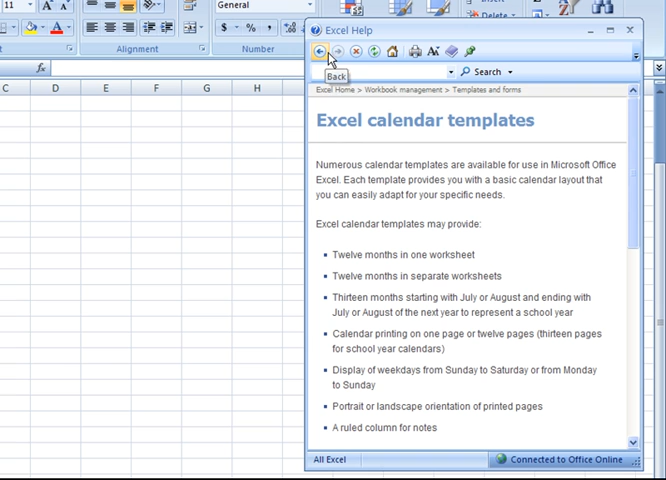 11
A
A
General
Delete
Alignment
Number
$
%
,
fx
C D E F G H
Excel Help
Back
Search
Excel Home > Workbook management > Templates and forms
Excel calendar templates
Numerous calendar templates are available for use in Microsoft Office
Excel. Each template provides you with a basic calendar layout that
you can easily adapt for your specific needs.
Excel calendar templates may provide:
Twelve months in one worksheet
Twelve months in separate worksheets
Thirteen months starting with July or August and ending with
July or August of the next year to represent a school year
Calendar printing on one page or twelve pages (thirteen pages
for school year calendars)
Display of weekdays from Sunday to Saturday or from Monday
to Sunday
Portrait or landscape orientation of printed pages
A ruled column for notes
All Excel
Connected to Office Online